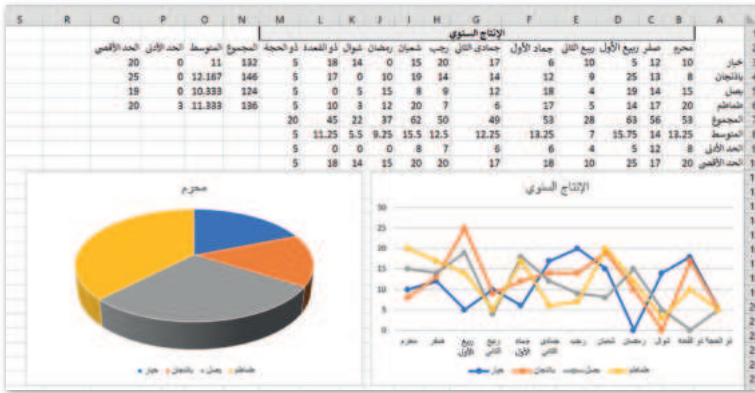 A B C D E F G H I J K L M N O P Q R S
الإنتاج السنوي
محرم صفر ربيع الأول ربيع الثاني جماد الأول جمادى الثاني رجب شعبان رمضان شوال ذو القعدة ذو الحجة المجموع المتوسط الحد الأدنى الحد الأقصى
خيار 10 12 5 10 6 17 20 15 0 14 18 5 132 11 0 20
باذنجان 8 13 25 9 12 14 14 19 10 0 17 5 146 12.167 0 25
بصل 15 14 19 4 18 12 9 8 15 5 0 5 124 10.333 0 19
طماطم 20 17 14 5 17 6 7 20 12 3 10 5 136 11.333 3 20
المجموع 53 56 63 28 53 49 50 62 37 22 45 20
المتوسط 13.25 14 15.75 7 13.25 12.25 12.5 15.5 9.25 5.5 11.25 5
الحد الأدنى 8 12 5 4 6 6 7 8 0 0 0 5
الحد الأقصى 20 17 25 10 18 17 20 20 15 14 18 5
الإنتاج السنوي
30
25
20
15
10
5
0
محرم صفر ربيع الأول ربيع الثاني جماد الأول جمادى الثاني رجب شعبان رمضان شوال ذو القعدة ذو الحجة
خيار باذنجان بصل طماطم
محرم
خيار باذنجان بصل طماطم